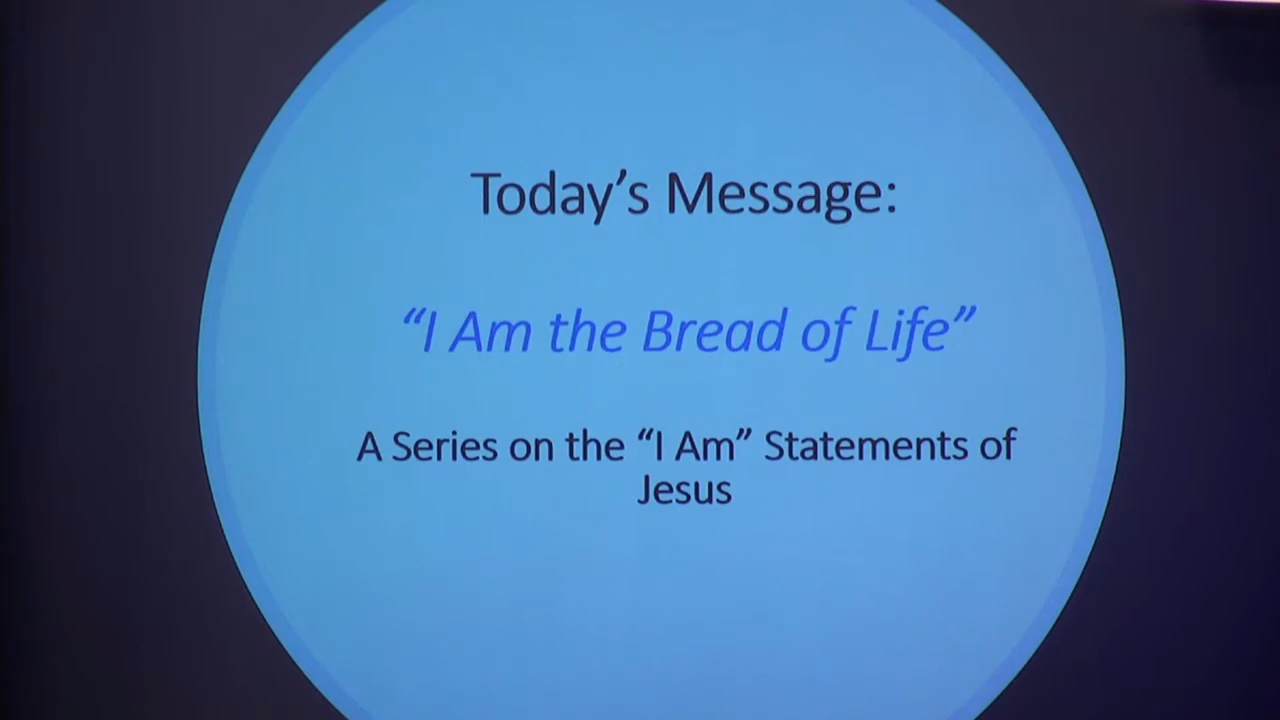 Today’s Message:
“I Am the Bread of Life”
A Series on the “I Am” Statements of
Jesus